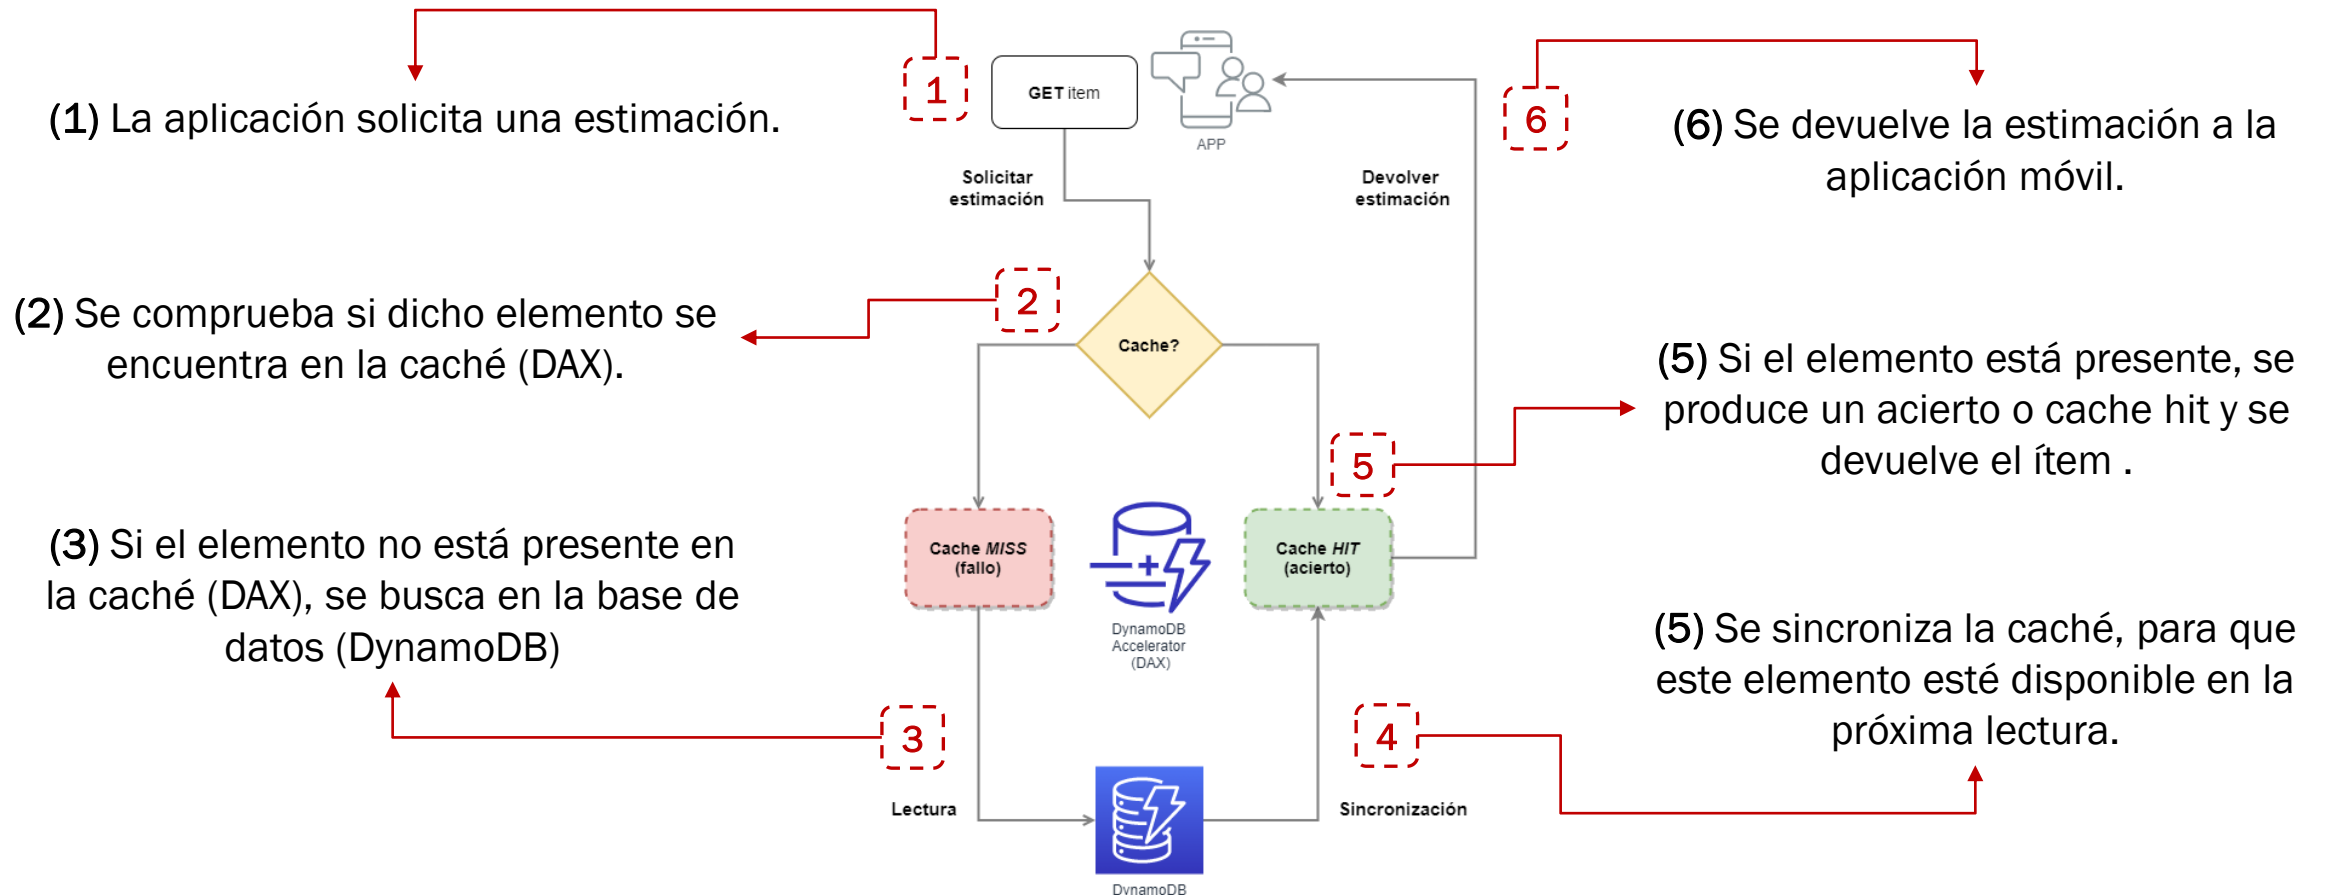 1
GET item
APP
6
(1) La aplicación solicita una estimación.
(6) Se devuelve la estimación a la
aplicación móvil.
Solicitar
estimación
Devolver
estimación
2
(2) Se comprueba si dicho elemento se
encuentra en la caché (DAX).
Cache?
(5) Si el elemento está presente, se
produce un acierto o cache hit y se
devuelve el ítem .
5
(3) Si el elemento no está presente en
la caché (DAX), se busca en la base de
datos (DynamoDB)
Cache MISS
(fallo)
Cache HIT
(acierto)
DynamoDB
Accelerator
(DAX)
(5) Se sincroniza la caché, para que
este elemento esté disponible en la
próxima lectura.
3
4
Lectura
Sincronización
DynamoDB